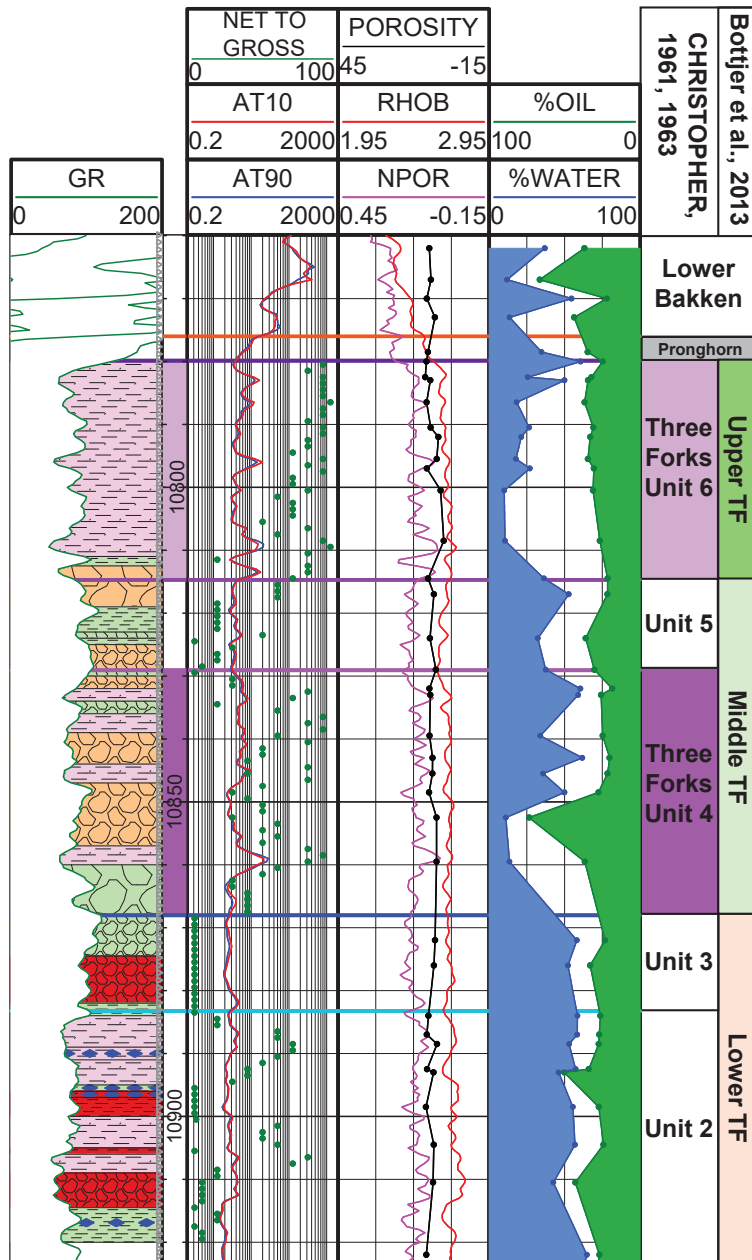 NET TO
GROSS
0 100
POROSITY
45 -15
AT10
0.2 2000
RHOB
1.95 2.95
%OIL
100 0
GR
0 200
AT90
0.2 2000
NPOR
0.45 -0.15
%WATER
0 100
CHRISTOPHER,
1961, 1963
Bottjer et al., 2013
Lower
Bakken
Pronghorn
Three
Forks
Unit 6
Upper TF
10800
Unit 5
Middle TF
Three
Forks
Unit 4
10850
Unit 3
Lower TF
Unit 2
10900